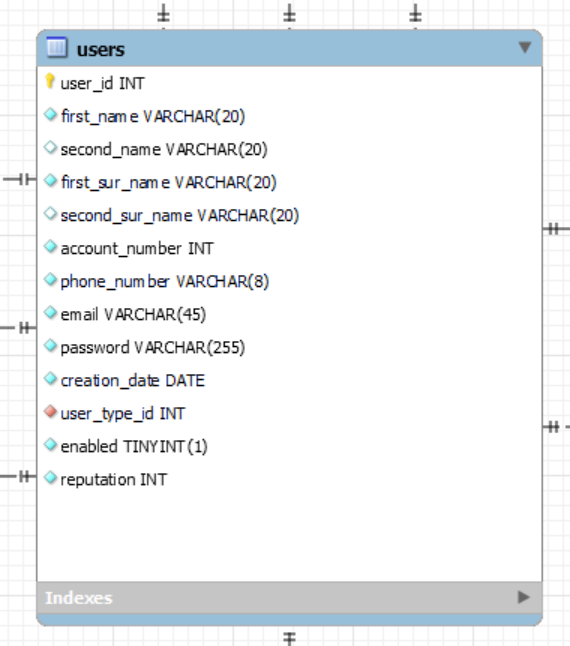 users
user_id INT
first_name VARCHAR(20)
second_name VARCHAR(20)
first_sur_name VARCHAR(20)
second_sur_name VARCHAR(20)
account_number INT
phone_number VARCHAR(8)
email VARCHAR(45)
password VARCHAR(255)
creation_date DATE
user_type_id INT
enabled TINYINT(1)
reputation INT
Indexes